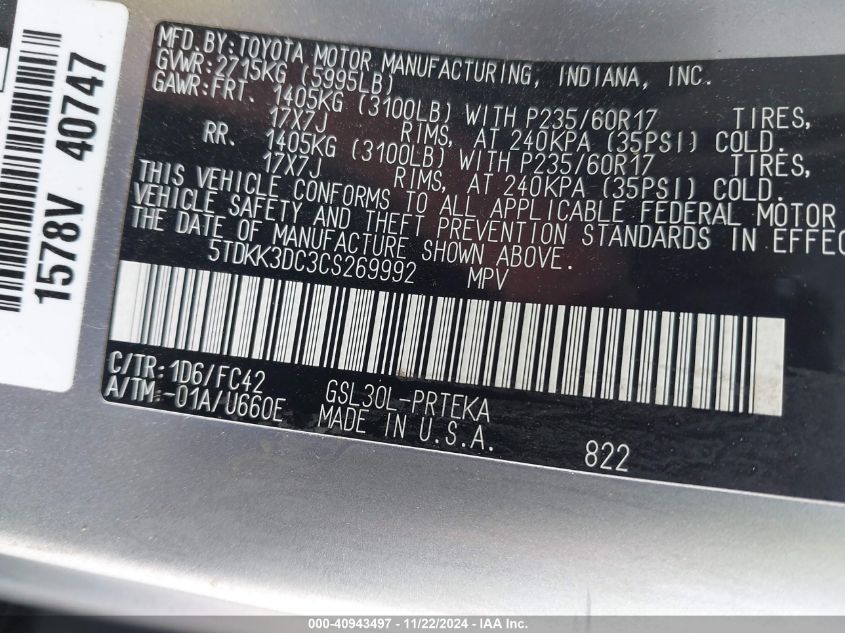 1578V 40747
MFD.BY:TOYOTA MOTOR MANUFACTURING, INDIANA, INC.
GVWR:2715KG (5995LB)
GAWR:FRT. 1405KG (3100LB) WITH P235/60R17 TIRES,
17X7J RIMS, AT 240KPA (35PSI) COLD.
RR. 1405KG (3100LB) WITH P235/60R17 TIRES,
17X7J RIMS, AT 240KPA (35PSI) COLD.
THIS VEHICLE CONFORMS TO ALL APPLICABLE FEDERAL MOTOR
VEHICLE SAFETY AND THEFT PREVENTION STANDARDS IN EFFEC
THE DATE OF MANUFACTURE SHOWN ABOVE.
5TDKK3DC3CS269992 MPV
C/TR:1D6/FC42 GSL30L-PRTEKA
A/TM-01A/U660E MADE IN U.S.A. 822
000-40943497 - 11/22/2024 - © IAA Inc.